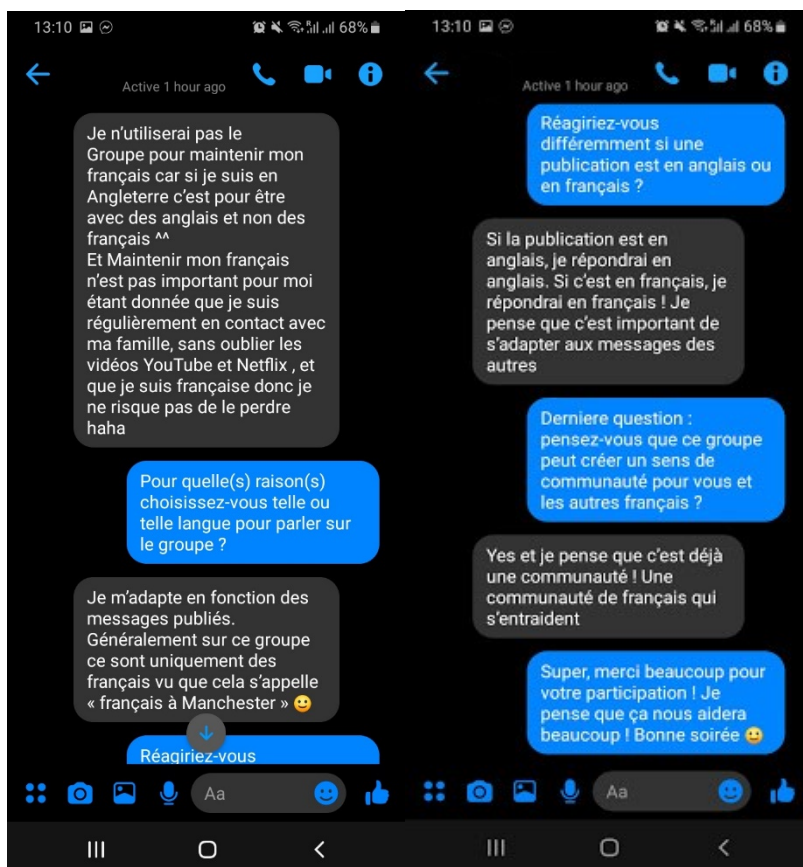 13:10 68%
Active 1 hour ago
Je n'utiliserai pas le
Groupe pour maintenir mon
français car si je suis en
Angleterre c'est pour être
avec des anglais et non des
français ^^
Et Maintenir mon français
n'est pas important pour moi
étant donnée que je suis
régulièrement en contact avec
ma famille, sans oublier les
vidéos YouTube et Netflix , et
que je suis française donc je
ne risque pas de le perdre
haha
Pour quelle(s) raison(s)
choisissez-vous telle ou
telle langue pour parler sur
le groupe ?
Je m'adapte en fonction des
messages publiés.
Généralement sur ce groupe
ce sont uniquement des
français vu que cela s'appelle
« français à Manchester » 😀
Réagiriez-vous
Aa
13:10 68%
Active 1 hour ago
Réagiriez-vous
différemment si une
publication est en anglais ou
en français ?
Si la publication est en
anglais, je répondrai en
anglais. Si c'est en français, je
répondrai en français ! Je
pense que c'est important de
s'adapter aux messages des
autres
Derniere question :
pensez-vous que ce groupe
peut créer un sens de
communauté pour vous et
les autres français ?
Yes et je pense que c'est déjà
une communauté ! Une
communauté de français qui
s'entraident
Super, merci beaucoup pour
votre participation ! Je
pense que ça nous aidera
beaucoup ! Bonne soirée 😀
Aa